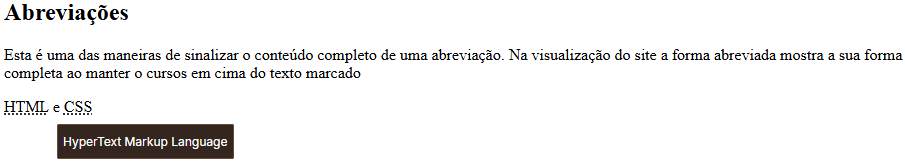 Abreviações
Esta é uma das maneiras de sinalizar o conteúdo completo de uma abreviação. Na visualização do site a forma abreviada mostra a sua forma
completa ao manter o cursos em cima do texto marcado
HTML e CSS
HyperText Markup Language